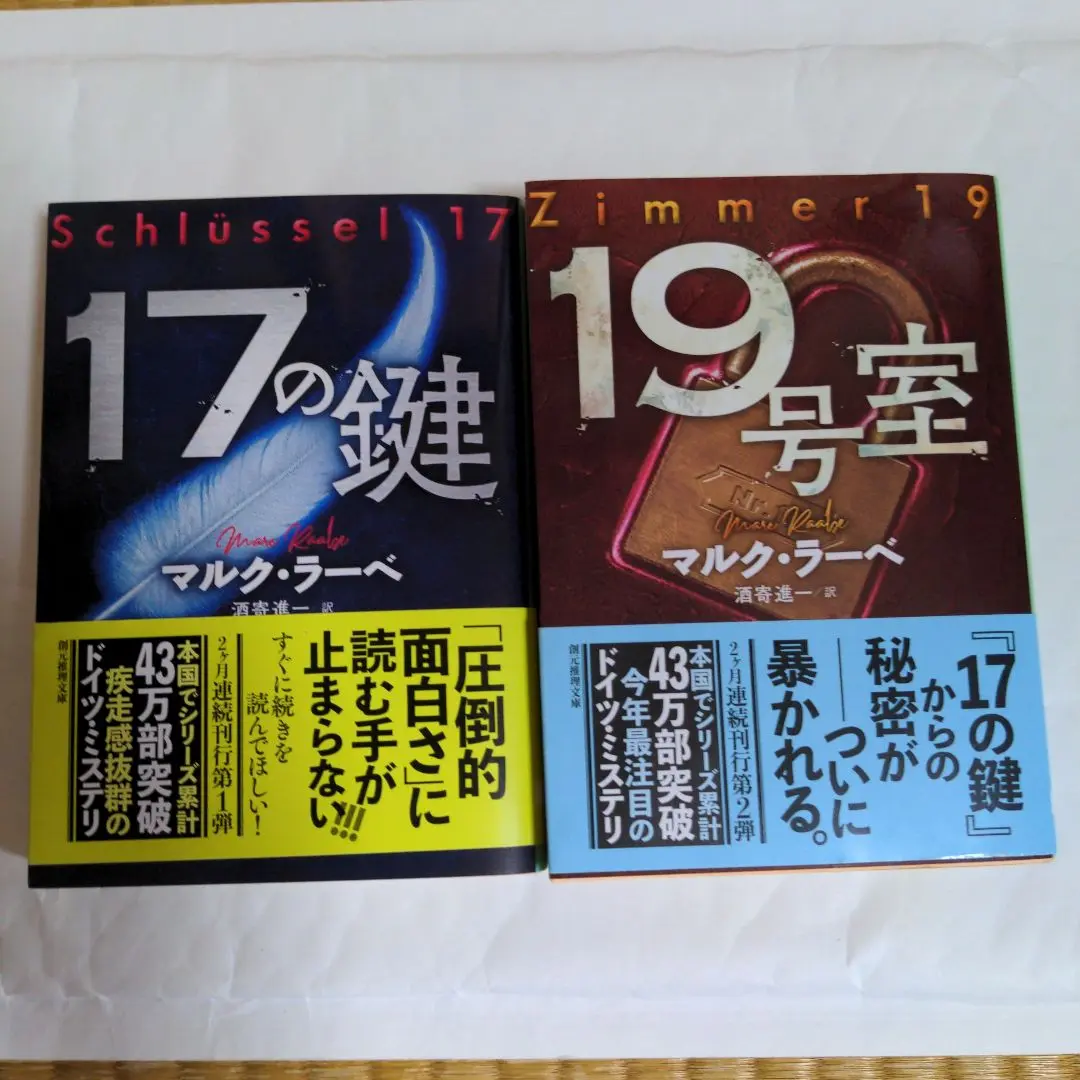 Schlüssel 17
17の鍵
Marc Raabe
マルク・ラーベ
酒寄進一 訳
「圧倒的
面白さ」に
読む手が
止まらない!!!
すぐに続きを
読んでほしい!
2ヶ月連続刊行第1弾
本国でシリーズ累計
43万部突破
疾走感抜群の
ドイツ・ミステリ
創元推理文庫
Zimmer 19
19号室
Nr.
Marc Raabe
マルク・ラーベ
酒寄進一/訳
『17の鍵』
からの
秘密が
――ついに
暴かれる。
2ヶ月連続刊行第2弾
本国でシリーズ累計
43万部突破
今年最注目の
ドイツ・ミステリ
創元推理文庫